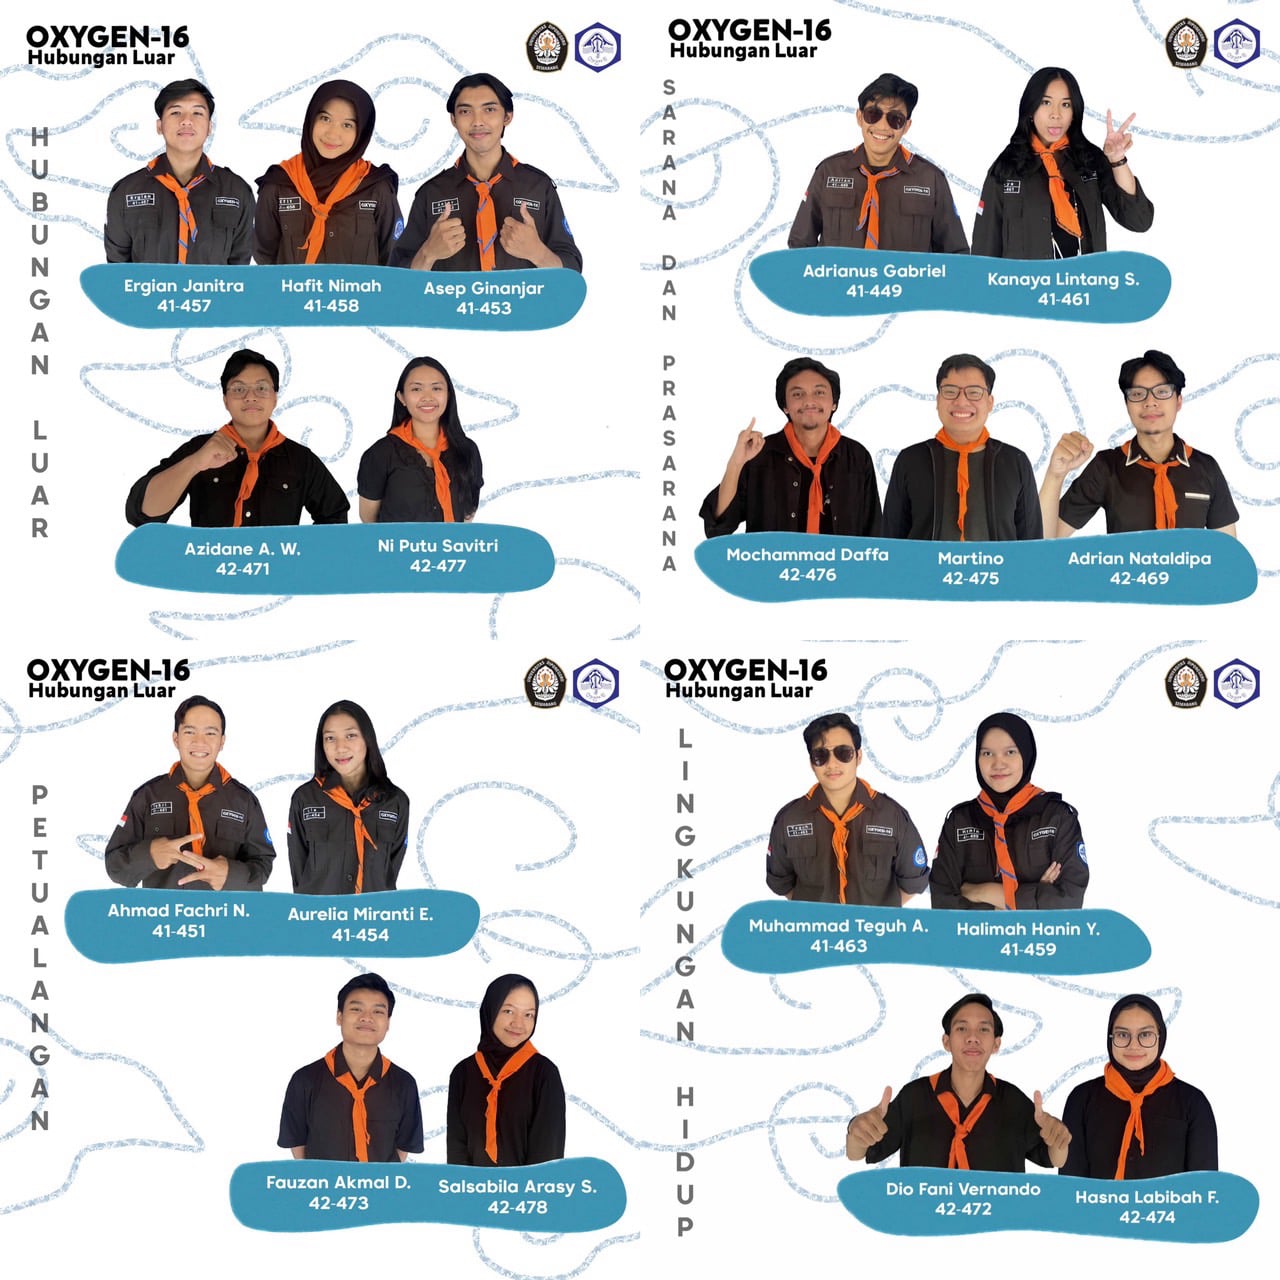 OXYGEN-16
Hubungan Luar
HUBUNGAN LUAR
Ergian Janitra
41-457
Hafit Nimah
41-458
Asep Ginanjar
41-453
Azidane A. W.
42-471
Ni Putu Savitri
42-477
OXYGEN-16
Hubungan Luar
SARANA DAN PRASARANA
Adrianus Gabriel
41-449
Kanaya Lintang S.
41-461
Mochammad Daffa
42-476
Martino
42-475
Adrian Nataldipa
42-469
OXYGEN-16
Hubungan Luar
PETUALANGAN
Ahmad Fachri N.
41-451
Aurelia Miranti E.
41-454
Fauzan Akmal D.
42-473
Salsabila Arasy S.
42-478
OXYGEN-16
Hubungan Luar
LINGKUNGAN HIDUP
Muhammad Teguh A.
41-463
Halimah Hanin Y.
41-459
Dio Fani Vernando
42-472
Hasna Labibah F.
42-474